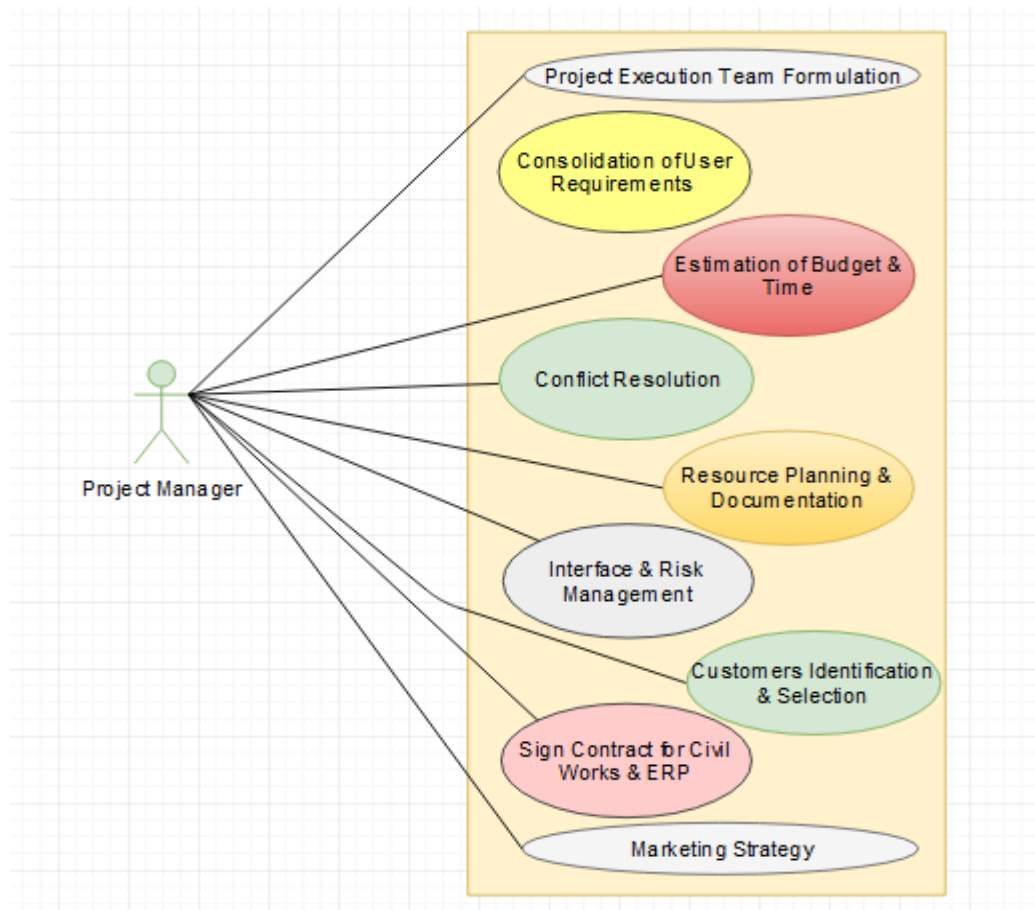 Project Execution Team Formulation
Consolidation of User
Requirements
Estimation of Budget &
Time
Conflict Resolution
Resource Planning &
Documentation
Project Manager
Interface & Risk
Management
Customers Identification
& Selection
Sign Contract for Civil
Works & ERP
Marketing Strategy